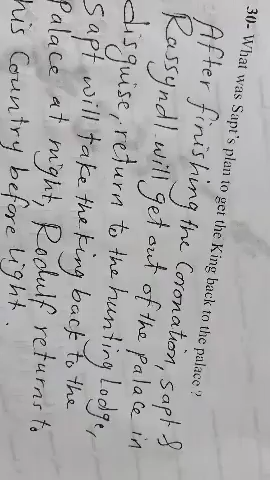 30- What was Sapt's plan to get the King back to the palace ?
After finishing the Coronation, Sapt &
Rassyndl will get out of the palace in
disguise, return to the hunting lodge,
Sapt will take the king back to the
palace at night, Rodulf returns to
his Country before light.